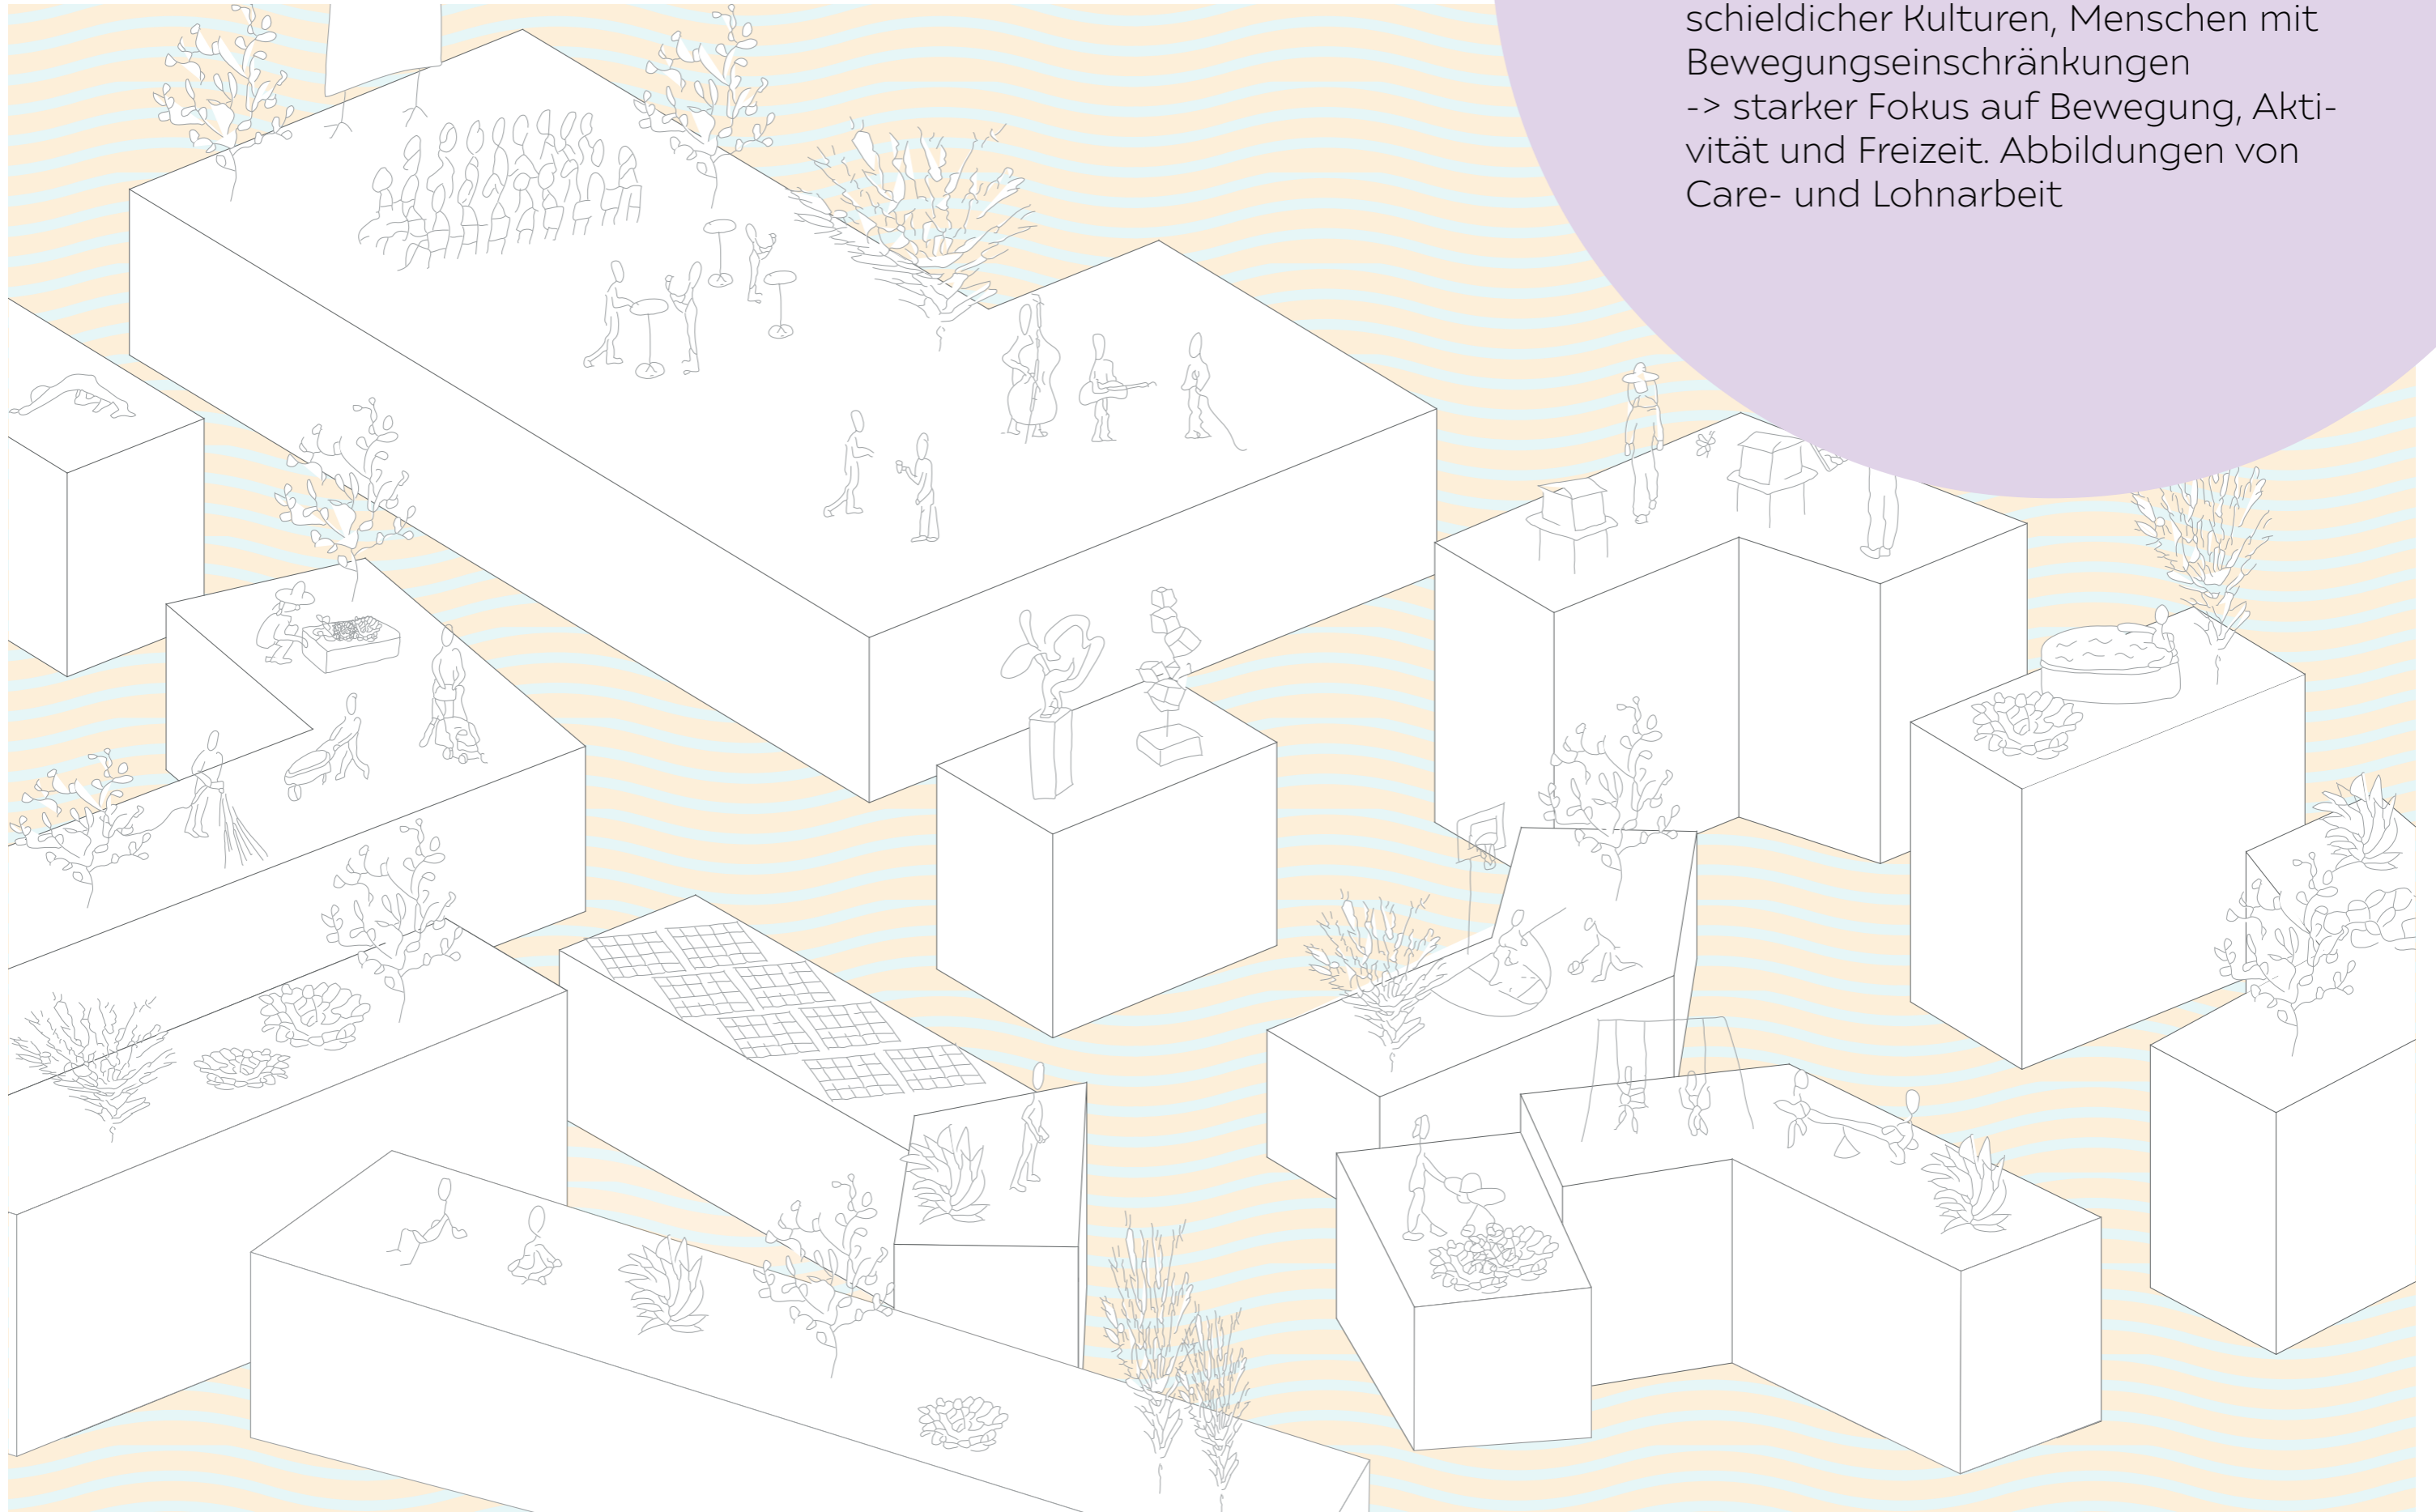 schieldicher Kulturen, Menschen mit
Bewegungseinschränkungen
-> starker Fokus auf Bewegung, Akti-
vität und Freizeit. Abbildungen von
Care- und Lohnarbeit